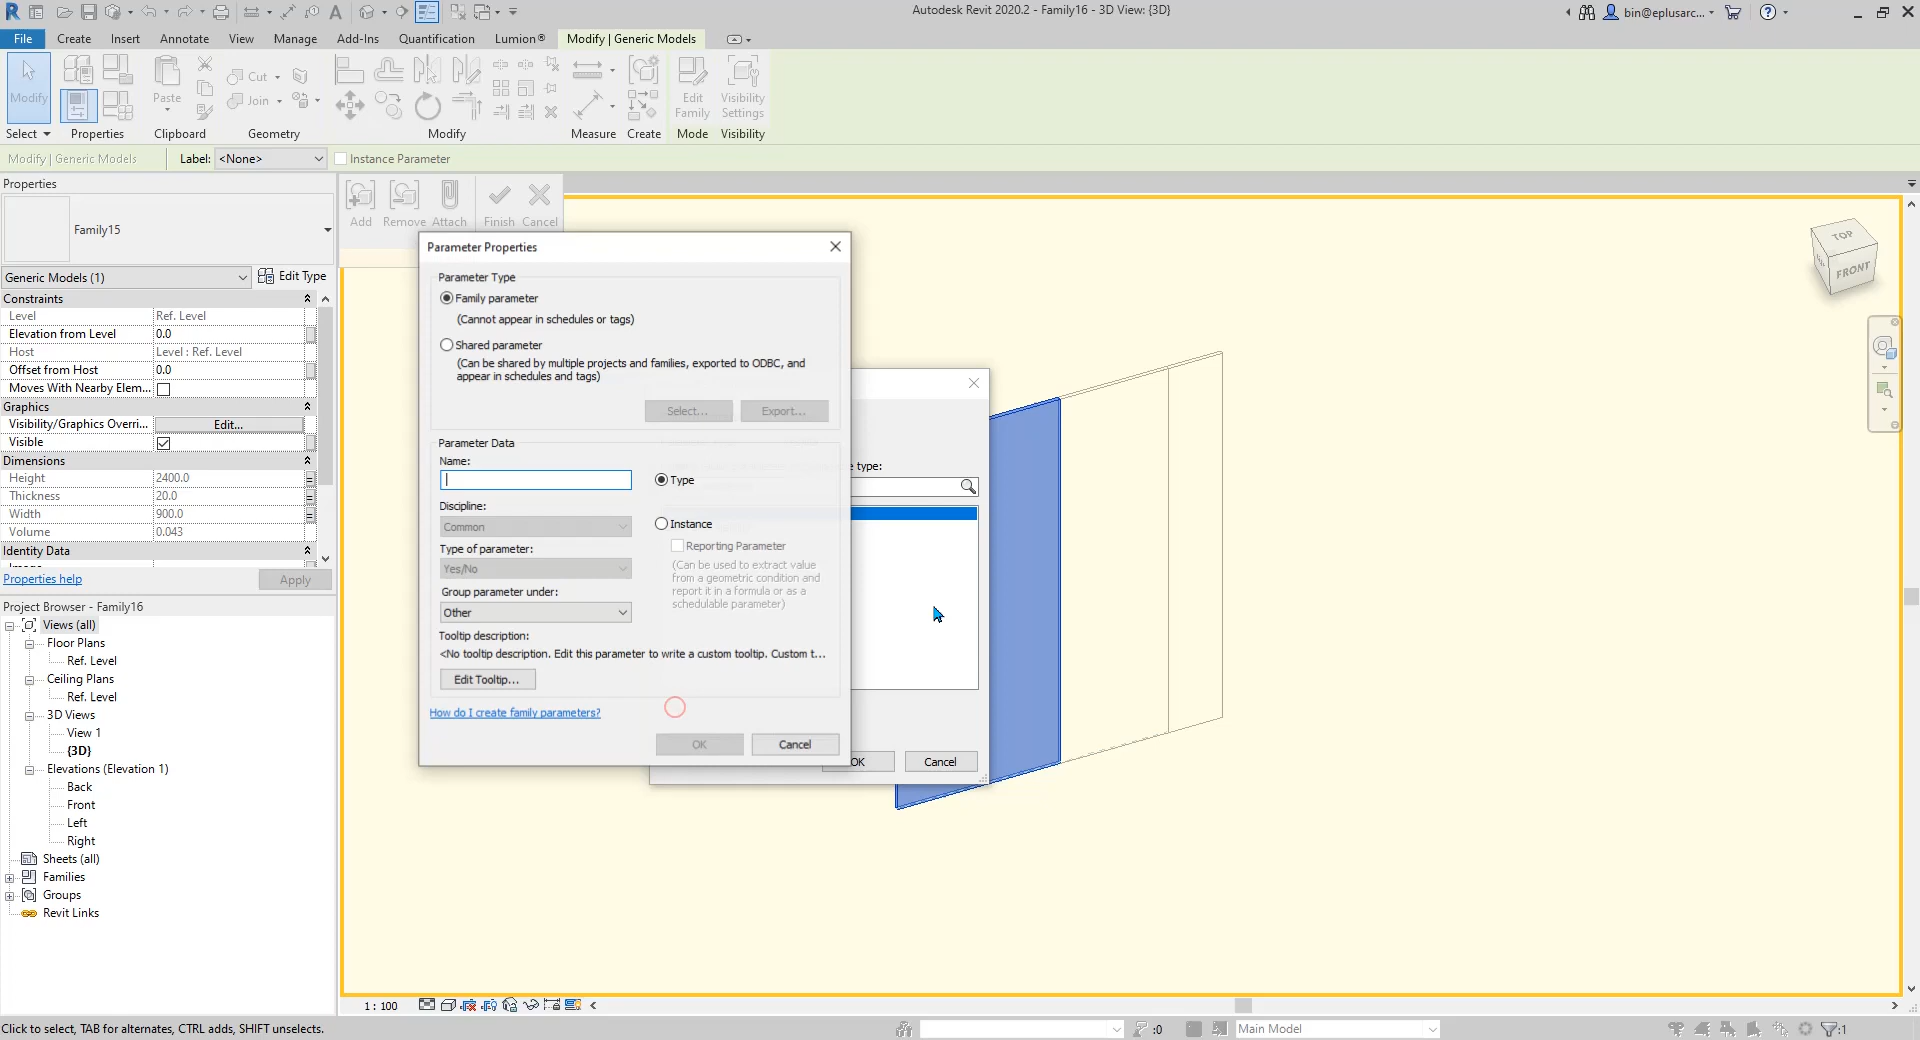 Autodesk Revit 2020.2 - Family16 - 3D View: {3D}
bin@eplusarc...
File
Create
Insert
Annotate
View
Manage
Add-Ins
Quantification
Lumion®
Modify | Generic Models
Modify
Paste
Cut
Join
Edit
Family
Visibility
Settings
Select
Properties
Clipboard
Geometry
Modify
Measure
Create
Mode
Visibility
Modify | Generic Models
Label:
<None>
Instance Parameter
Properties
Family15
Generic Models (1)
Edit Type
Constraints
Level
Ref. Level
Elevation from Level
0.0
Host
Level : Ref. Level
Offset from Host
0.0
Moves With Nearby Elem...
Graphics
Visibility/Graphics Overri...
Edit...
Visible
Dimensions
Height
2400.0
Thickness
20.0
Width
900.0
Volume
0.043
Identity Data
Properties help
Apply
Project Browser - Family16
Views (all)
Floor Plans
Ref. Level
Ceiling Plans
Ref. Level
3D Views
View 1
{3D}
Elevations (Elevation 1)
Back
Front
Left
Right
Sheets (all)
Families
Groups
Revit Links
Add
Remove
Attach
Finish
Cancel
Parameter Properties
Parameter Type
Family parameter
(Cannot appear in schedules or tags)
Shared parameter
(Can be shared by multiple projects and families, exported to ODBC, and
appear in schedules and tags)
Select...
Export...
Parameter Data
Name:
Type
Discipline:
Common
Instance
Reporting Parameter
(Can be used to extract value
from a geometric condition and
report it in a formula or as a
schedulable parameter)
Type of parameter:
Yes/No
Group parameter under:
Other
Tooltip description:
<No tooltip description. Edit this parameter to write a custom tooltip. Custom t...
Edit Tooltip...
How do I create family parameters?
OK
Cancel
e type:
OK
Cancel
TOP
FRONT
1 : 100
Click to select, TAB for alternates, CTRL adds, SHIFT unselects.
:0
Main Model
:1